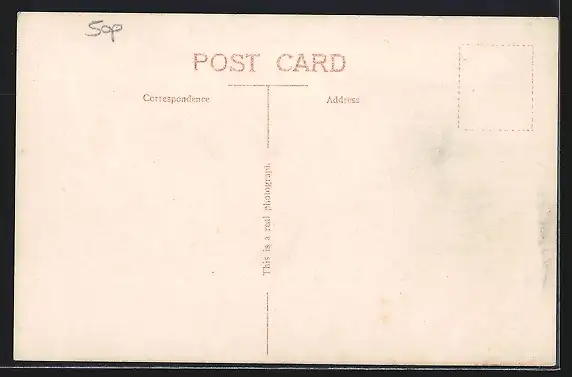 50p
POST CARD
Correspondence
Address
This is a real photograph.